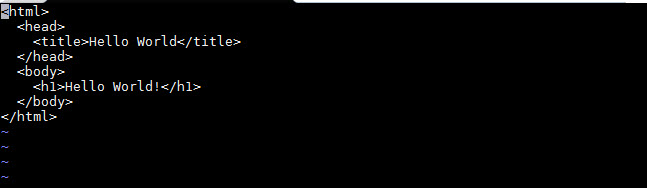 <html>
  <head>
    <title>Hello World</title>
  </head>
  <body>
    <h1>Hello World!</h1>
  </body>
</html>
~
~
~
~